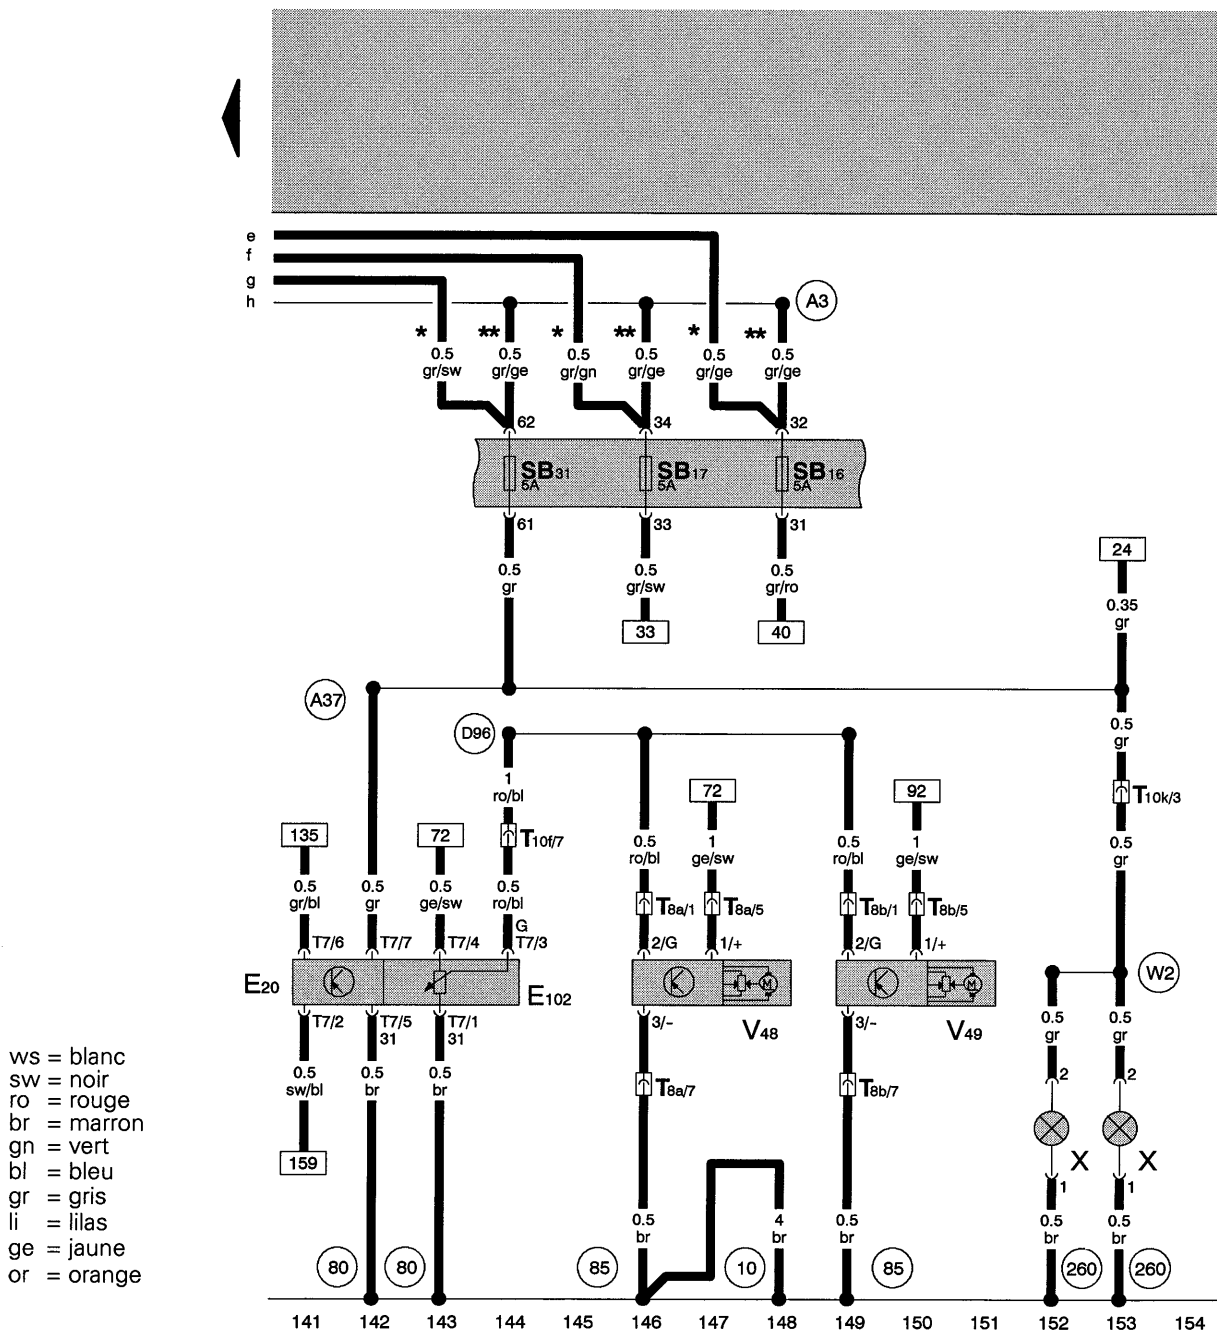 e
f
g
h
A3
* ** * ** * **
0.5 0.5 0.5 0.5 0.5 0.5
gr/sw gr/ge gr/gn gr/ge gr/ge gr/ge
62 34 32
SB31 SB17 SB16
5A 5A 5A
61 33 31
24
0.5 0.5 0.5
gr gr/sw gr/ro
0.35
gr
33 40
A37
D96
0.5
gr
1
ro/bl
72 92
T10k/3
135 72 T10f/7
0.5 1 0.5 1 0.5
ro/bl ge/sw ro/bl ge/sw gr
0.5 0.5 0.5 0.5
gr/bl gr ge/sw ro/bl
T8a/1 T8a/5 T8b/1 T8b/5
G
T7/6 T7/7 T7/4 T7/3 2/G 1/+ 2/G 1/+
W2
E20 E102 M M
T7/2 T7/5 T7/1 3/– V48 3/– V49
31 31
0.5 0.5
gr gr
ws = blanc
sw = noir
ro = rouge
br = marron
gn = vert
bl = bleu
gr = gris
li = lilas
ge = jaune
or = orange
0.5 0.5 0.5
sw/bl br br
T8a/7 T8b/7
2 2
159
X X
1 1
0.5 4 0.5 0.5 0.5
br br br br br
80 80 85 10 85 260 260
141 142 143 144 145 146 147 148 149 150 151 152 153 154